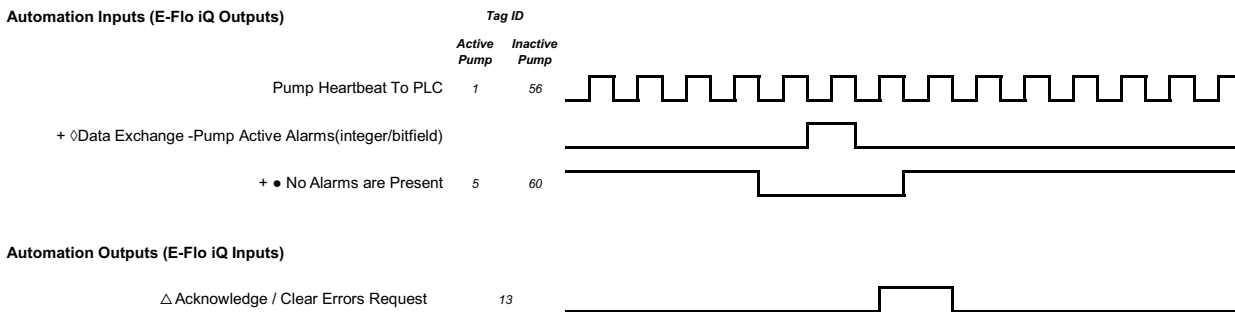 Automation Inputs (E-Flo iQ Outputs) Tag ID
Active Pump Inactive Pump
Pump Heartbeat To PLC 1 56
+ ◊Data Exchange -Pump Active Alarms(integer/bitfield)
+ ● No Alarms are Present 5 60
Automation Outputs (E-Flo iQ Inputs)
△ Acknowledge / Clear Errors Request 13